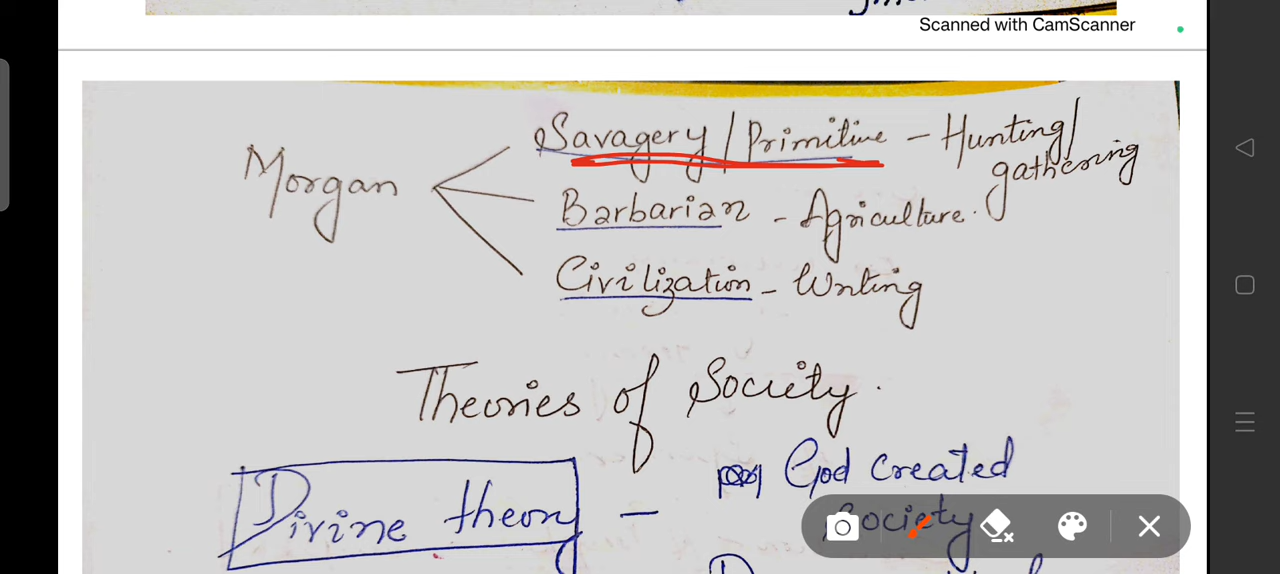 Scanned with CamScanner
Morgan
Savagery / Primitive - Hunting/
gathering
Barbarian - Agriculture.
Civilization - Writing
Theories of Society.
Divine theory - God created
Society